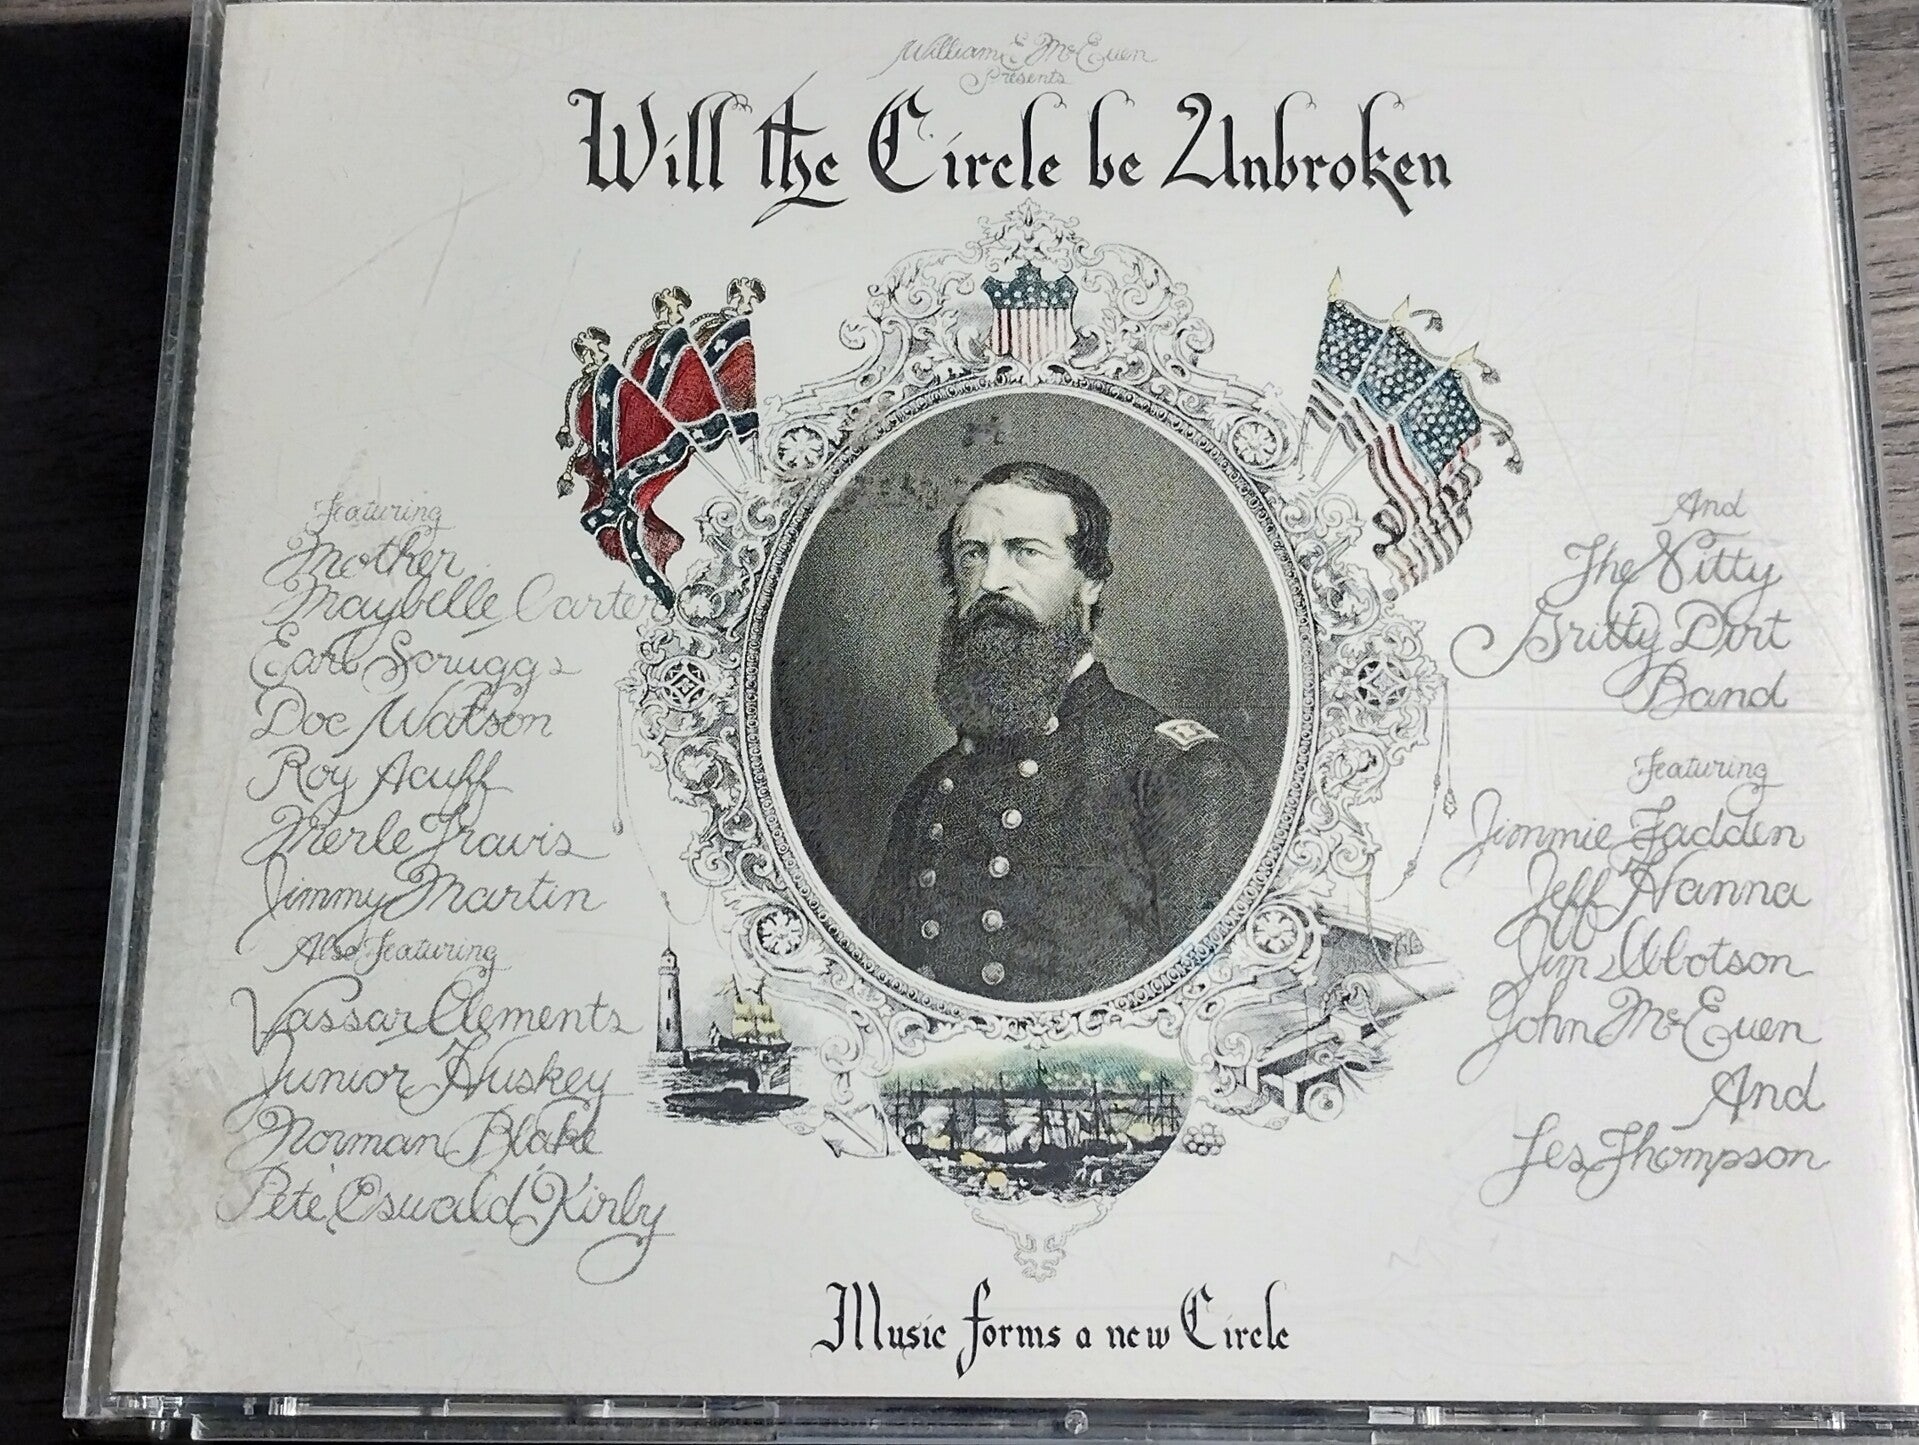 William E. McEuen
Presents
Will the Circle be Unbroken
Featuring
Mother
Maybelle Carter
Earl Scruggs
Doc Watson
Roy Acuff
Merle Travis
Jimmy Martin
Also Featuring
Vassar Clements
Junior Huskey
Norman Blake
Pete Oswald Kirby
And
The Nitty
Gritty Dirt
Band
Featuring
Jimmie Fadden
Jeff Hanna
Jim Ibbotson
John McEuen
And
Les Thompson
Music forms a new Circle